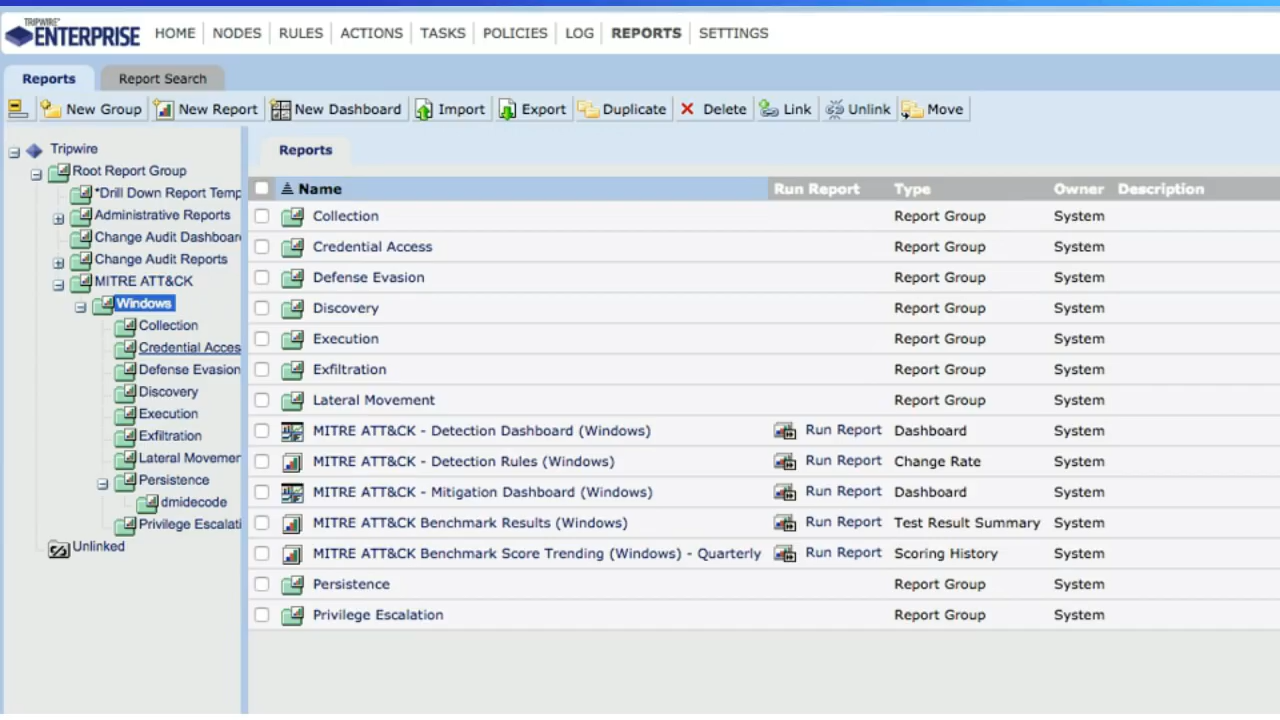 TRIPWIRE
ENTERPRISE HOME NODES RULES ACTIONS TASKS POLICIES LOG REPORTS SETTINGS
Reports Report Search
New Group New Report New Dashboard Import Export Duplicate Delete Link Unlink Move
Tripwire
Root Report Group
*Drill Down Report Temp
Administrative Reports
Change Audit Dashboar
Change Audit Reports
MITRE ATT&CK
Windows
Collection
Credential Acces
Defense Evasion
Discovery
Execution
Exfiltration
Lateral Movemer
Persistence
dmidecode
Privilege Escalati
Unlinked
Reports
Name Run Report Type Owner Description
Collection Report Group System
Credential Access Report Group System
Defense Evasion Report Group System
Discovery Report Group System
Execution Report Group System
Exfiltration Report Group System
Lateral Movement Report Group System
MITRE ATT&CK - Detection Dashboard (Windows) Run Report Dashboard System
MITRE ATT&CK - Detection Rules (Windows) Run Report Change Rate System
MITRE ATT&CK - Mitigation Dashboard (Windows) Run Report Dashboard System
MITRE ATT&CK Benchmark Results (Windows) Run Report Test Result Summary System
MITRE ATT&CK Benchmark Score Trending (Windows) - Quarterly Run Report Scoring History System
Persistence Report Group System
Privilege Escalation Report Group System